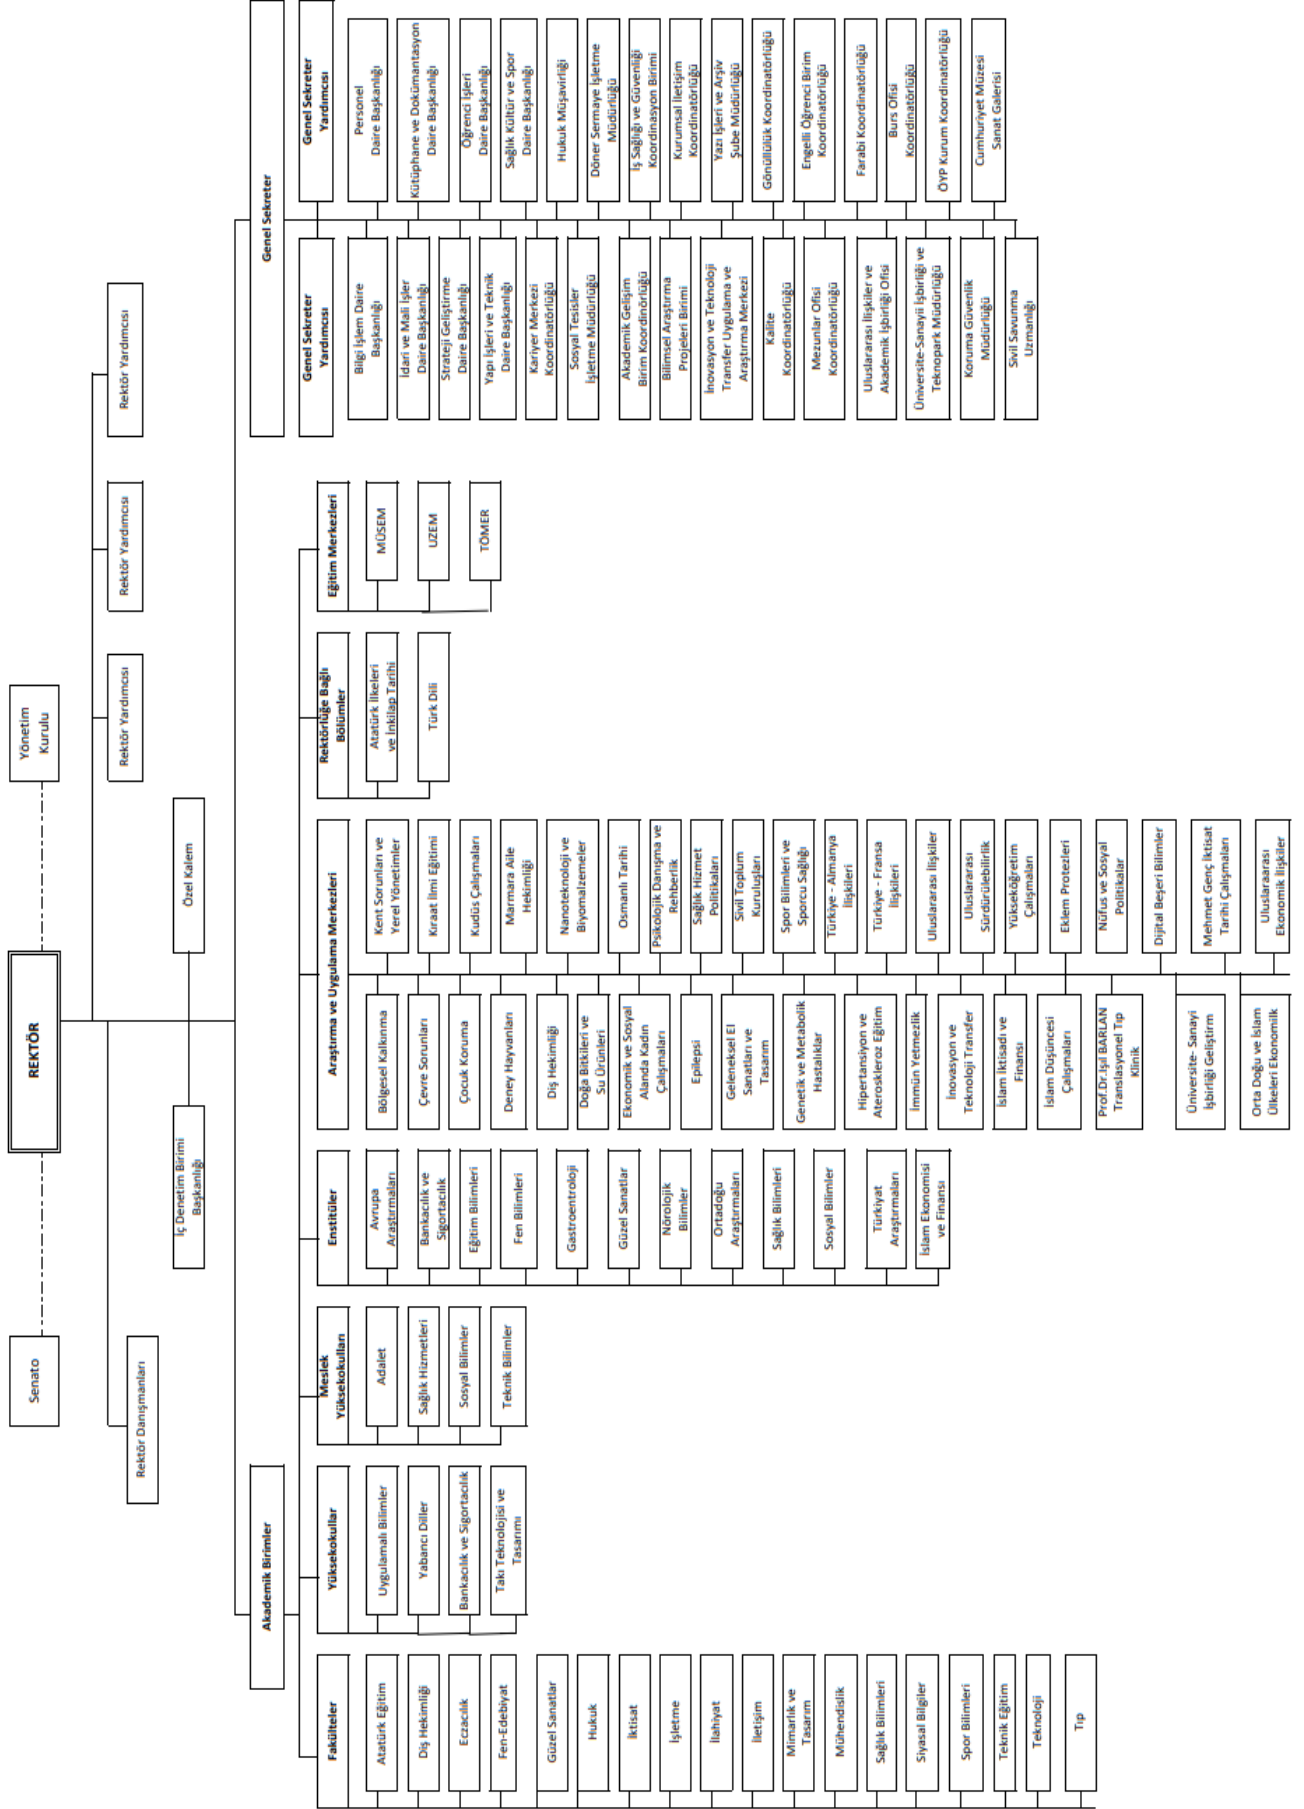 REKTÖR
Senato
Yönetim
Kurulu
Rektör Danışmanları
Rektör Yardımcısı
Rektör Yardımcısı
Rektör Yardımcısı
İç Denetim Birimi
Başkanlığı
Özel Kalem
Akademik Birimler
Genel Sekreter
Fakülteler
Atatürk Eğitim
Diş Hekimliği
Eczacılık
Fen-Edebiyat
Güzel Sanatlar
Hukuk
İktisat
İşletme
İlahiyat
İletişim
Mimarlık ve
Tasarım
Mühendislik
Sağlık Bilimleri
Siyasal Bilgiler
Spor Bilimleri
Teknik Eğitim
Teknoloji
Tıp
Yüksekokullar
Uygulamalı Bilimler
Yabancı Diller
Bankacılık ve Sigortacılık
Takı Teknolojisi ve
Tasarımı
Meslek
Yüksekokulları
Adalet
Sağlık Hizmetleri
Sosyal Bilimler
Teknik Bilimler
Enstitüler
Avrupa
Araştırmaları
Bankacılık ve
Sigortacılık
Eğitim Bilimleri
Fen Bilimleri
Gastroentroloji
Güzel Sanatlar
Nörolojik
Bilimler
Ortadoğu
Araştırmaları
Sağlık Bilimleri
Sosyal Bilimler
Türkiyat
Araştırmaları
İslam Ekonomisi
ve Finansı
Araştırma ve Uygulama Merkezleri
Bölgesel Kalkınma
Çevre Sorunları
Çocuk Koruma
Deney Hayvanları
Diş Hekimliği
Doğa Bitkileri ve
Su Ürünleri
Ekonomik ve Sosyal
Alanda Kadın
Çalışmaları
Epilepsi
Geleneksel El
Sanatları ve
Tasarım
Genetik ve Metabolik
Hastalıklar
Hipertansiyon ve
Ateroskleroz Eğitim
İmmün Yetmezlik
İnovasyon ve
Teknoloji Transfer
İslam İktisadı ve
Finansı
İslam Düşüncesi
Çalışmaları
Prof.Dr.Işıl BARLAN
Translasyonel Tıp
Klinik
Üniversite- Sanayi
İşbirliği Geliştirm
Orta Doğu ve İslam
Ülkeleri Ekonomilk
Kent Sorunları ve
Yerel Yönetimler
Kıraat İlmi Eğitimi
Kudüs Çalışmaları
Marmara Aile
Hekimliği
Nanoteknoloji ve
Biyomalzemeler
Osmanlı Tarihi
Psikolojik Danışma ve
Rehberlik
Sağlık Hizmet
Politikaları
Sivil Toplum
Kuruluşları
Spor Bilimleri ve
Sporcu Sağlığı
Türkiye - Almanya
İlişkileri
Türkiye - Fransa
İlişkileri
Uluslararası İlişkiler
Uluslararası
Sürdürülebilirlik
Yükseköğretim
Çalışmaları
Eklem Protezleri
Nüfus ve Sosyal
Politikalar
Dijital Beşeri Bilimler
Mehmet Genç İktisat
Tarihi Çalışmaları
Uluslaraarası
Ekonomik İlişkiler
Rektörlüğe Bağlı
Bölümler
Atatürk İlkeleri
ve İnkilap Tarihi
Türk Dili
Eğitim Merkezleri
MÜSEM
UZEM
TÖMER
Genel Sekreter
Yardımcısı
Bilgi İşlem Daire
Başkanlığı
İdari ve Mali İşler
Daire Başkanlığı
Strateji Geliştirme
Daire Başkanlığı
Yapı İşleri ve Teknik
Daire Başkanlığı
Kariyer Merkezi
Koordinatörlüğü
Sosyal Tesisler
İşletme Müdürlüğü
Akademik Gelişim
Birim Koordinörlüğü
Bilimsel Araştırma
Projeleri Birimi
İnovasyon ve Teknoloji
Transfer Uygulama ve
Araştırma Merkezi
Kalite
Koordinatörlüğü
Mezunlar Ofisi
Koordinatörlüğü
Uluslararası İlişkiler ve
Akademik İşbirliği Ofisi
Üniversite-Sanayii İşbirliği ve
Teknopark Müdürlüğü
Koruma Güvenlik
Müdürlüğü
Sivil Savunma
Uzmanlığı
Genel Sekreter
Yardımcısı
Personel
Daire Başkanlığı
Kütüphane ve Dokümantasyon
Daire Başkanlığı
Öğrenci İşleri
Daire Başkanlığı
Sağlık Kültür ve Spor
Daire Başkanlığı
Hukuk Müşavirliği
Döner Sermaye İşletme
Müdürlüğü
İş Sağlığı ve Güvenliği
Koordinasyon Birimi
Kurumsal İletişim
Koordinatörlüğü
Yazı İşleri ve Arşiv
Şube Müdürlüğü
Gönüllülük Koordinatörlüğü
Engelli Öğrenci Birim
Koordinatörlüğü
Farabi Koordinatörlüğü
Burs Ofisi
Koordinatörlüğü
ÖYP Kurum Koordinatörlüğü
Cumhuriyet Müzesi
Sanat Galerisi